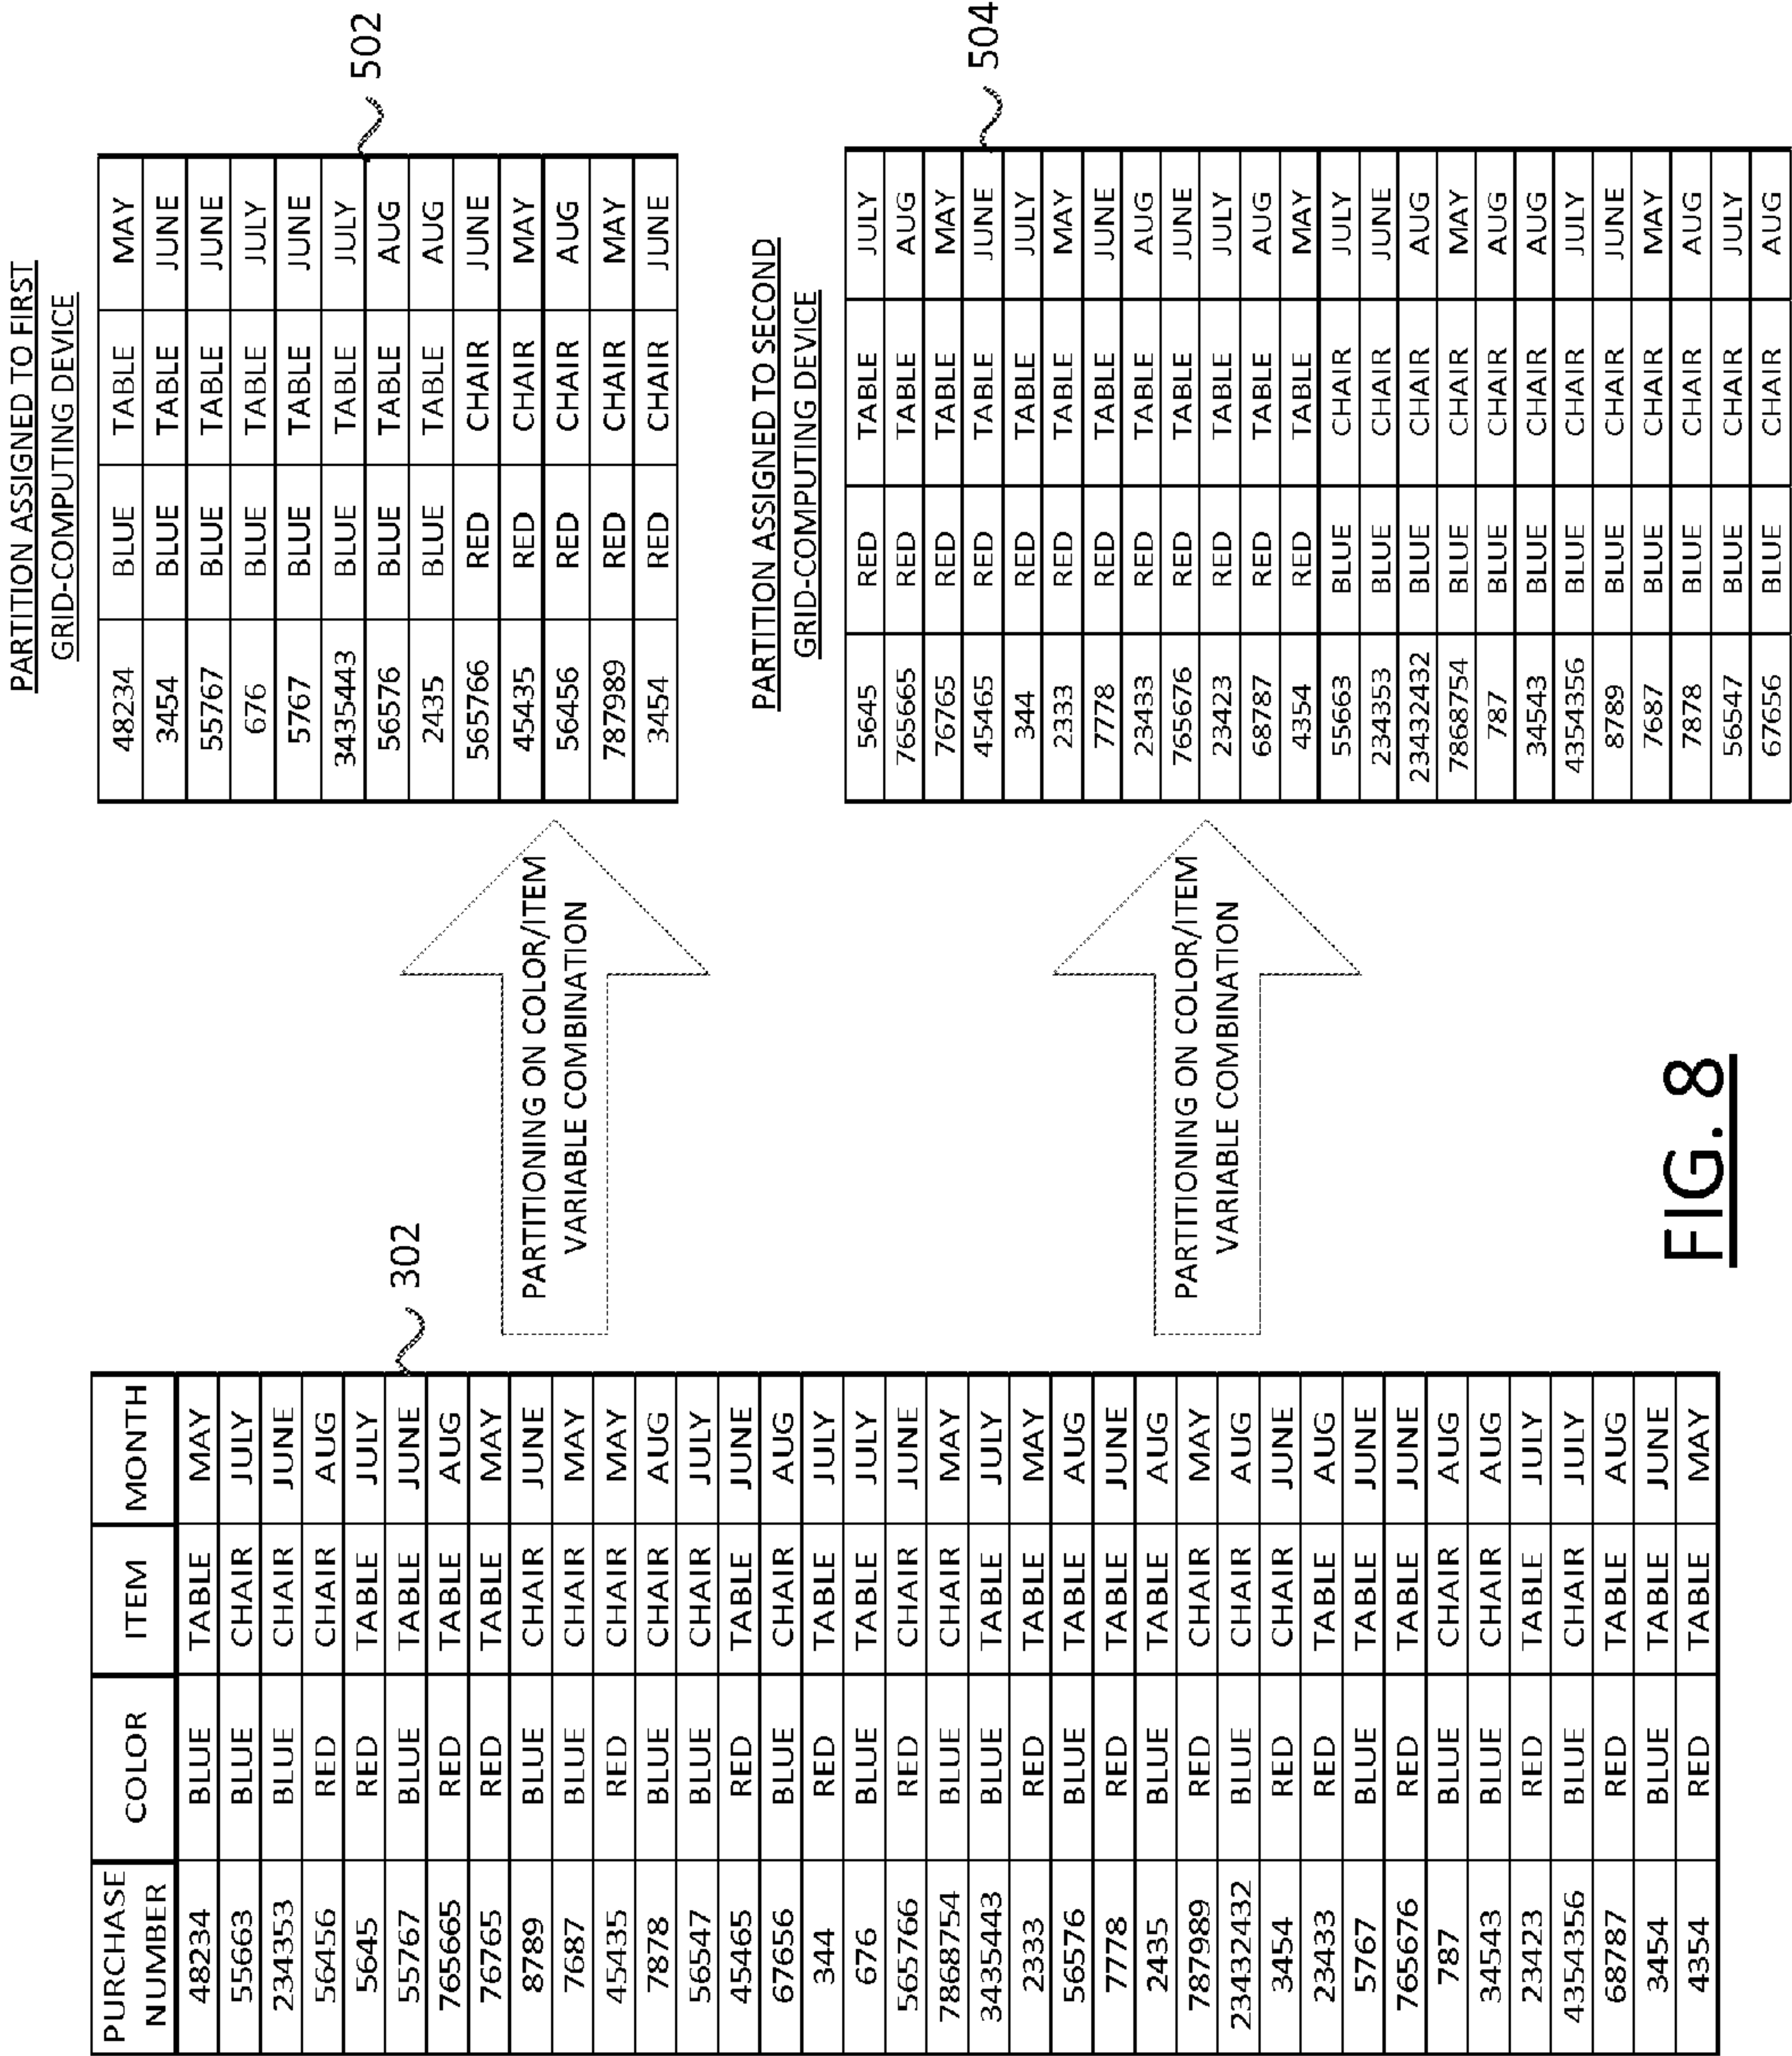 PURCHASE NUMBER COLOR ITEM MONTH
48234 BLUE TABLE MAY
55663 BLUE CHAIR JULY
234353 BLUE CHAIR JUNE
56456 RED CHAIR AUG
5645 RED TABLE JULY
55767 BLUE TABLE JUNE
765665 RED TABLE AUG
76765 RED TABLE MAY
8789 BLUE CHAIR JUNE
7687 BLUE CHAIR MAY
45435 RED CHAIR MAY
7878 BLUE CHAIR AUG
56547 BLUE CHAIR JULY
45465 RED TABLE JUNE
67656 BLUE CHAIR AUG
344 RED TABLE JULY
676 BLUE TABLE JULY
565766 RED CHAIR JUNE
7868754 BLUE CHAIR MAY
3435443 BLUE TABLE JULY
2333 RED TABLE MAY
56576 BLUE TABLE AUG
7778 RED TABLE JUNE
2435 BLUE TABLE AUG
787989 RED CHAIR MAY
23432432 BLUE CHAIR AUG
3454 RED CHAIR JUNE
23433 RED TABLE AUG
5767 BLUE TABLE JUNE
765676 RED TABLE JUNE
787 BLUE CHAIR AUG
34543 BLUE CHAIR AUG
23423 RED TABLE JULY
4354356 BLUE CHAIR JULY
68787 RED TABLE AUG
3454 BLUE TABLE JUNE
4354 RED TABLE MAY
302
PARTITIONING ON COLOR/ITEM
VARIABLE COMBINATION
PARTITIONING ON COLOR/ITEM
VARIABLE COMBINATION
PARTITION ASSIGNED TO FIRST
GRID-COMPUTING DEVICE
48234 BLUE TABLE MAY
3454 BLUE TABLE JUNE
55767 BLUE TABLE JUNE
676 BLUE TABLE JULY
5767 BLUE TABLE JUNE
3435443 BLUE TABLE JULY
56576 BLUE TABLE AUG
2435 BLUE TABLE AUG
565766 RED CHAIR JUNE
45435 RED CHAIR MAY
56456 RED CHAIR AUG
787989 RED CHAIR MAY
3454 RED CHAIR JUNE
502
PARTITION ASSIGNED TO SECOND
GRID-COMPUTING DEVICE
5645 RED TABLE JULY
765665 RED TABLE AUG
76765 RED TABLE MAY
45465 RED TABLE JUNE
344 RED TABLE JULY
2333 RED TABLE MAY
7778 RED TABLE JUNE
23433 RED TABLE AUG
765676 RED TABLE JUNE
23423 RED TABLE JULY
68787 RED TABLE AUG
4354 RED TABLE MAY
55663 BLUE CHAIR JULY
234353 BLUE CHAIR JUNE
23432432 BLUE CHAIR AUG
7868754 BLUE CHAIR MAY
787 BLUE CHAIR AUG
34543 BLUE CHAIR AUG
4354356 BLUE CHAIR JULY
8789 BLUE CHAIR JUNE
7687 BLUE CHAIR MAY
7878 BLUE CHAIR AUG
56547 BLUE CHAIR JULY
67656 BLUE CHAIR AUG
504
FIG. 8